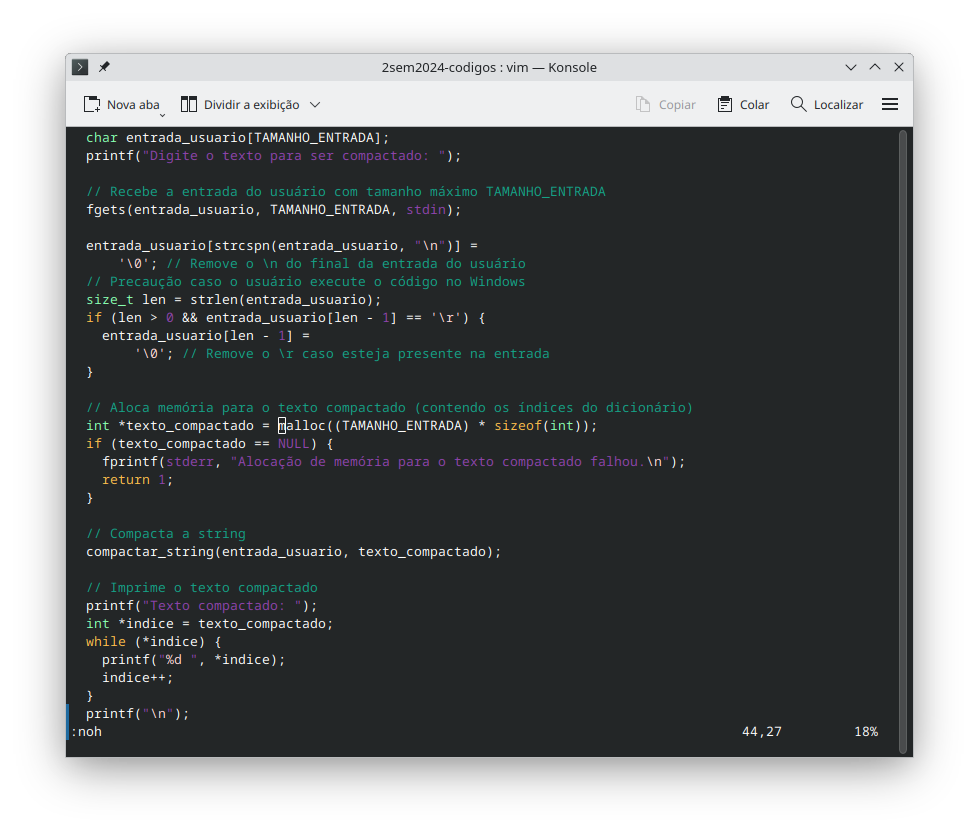 2sem2024-codigos : vim — Konsole
Nova aba Dividir a exibição Copiar Colar Localizar
char entrada_usuario[TAMANHO_ENTRADA];
printf("Digite o texto para ser compactado: ");
// Recebe a entrada do usuário com tamanho máximo TAMANHO_ENTRADA
fgets(entrada_usuario, TAMANHO_ENTRADA, stdin);
entrada_usuario[strcspn(entrada_usuario, "\n")] =
'\0'; // Remove o \n do final da entrada do usuário
// Precaução caso o usuário execute o código no Windows
size_t len = strlen(entrada_usuario);
if (len > 0 && entrada_usuario[len - 1] == '\r') {
entrada_usuario[len - 1] =
'\0'; // Remove o \r caso esteja presente na entrada
}
// Aloca memória para o texto compactado (contendo os índices do dicionário)
int *texto_compactado = malloc((TAMANHO_ENTRADA) * sizeof(int));
if (texto_compactado == NULL) {
fprintf(stderr, "Alocação de memória para o texto compactado falhou.\n");
return 1;
}
// Compacta a string
compactar_string(entrada_usuario, texto_compactado);
// Imprime o texto compactado
printf("Texto compactado: ");
int *indice = texto_compactado;
while (*indice) {
printf("%d ", *indice);
indice++;
}
printf("\n");
:noh 44,27 18%